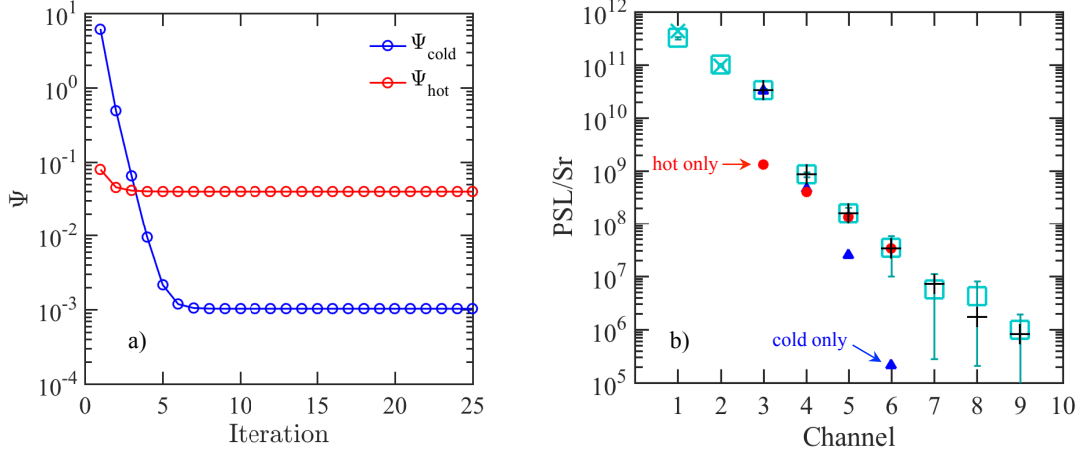 10^1
10^0
10^-1
10^-2
10^-3
10^-4
Ψ
0 5 10 15 20 25
Iteration
Ψcold
Ψhot
a)
10^12
10^11
10^10
10^9
10^8
10^7
10^6
10^5
PSL/Sr
hot only
cold only
b)
1 2 3 4 5 6 7 8 9 10
Channel